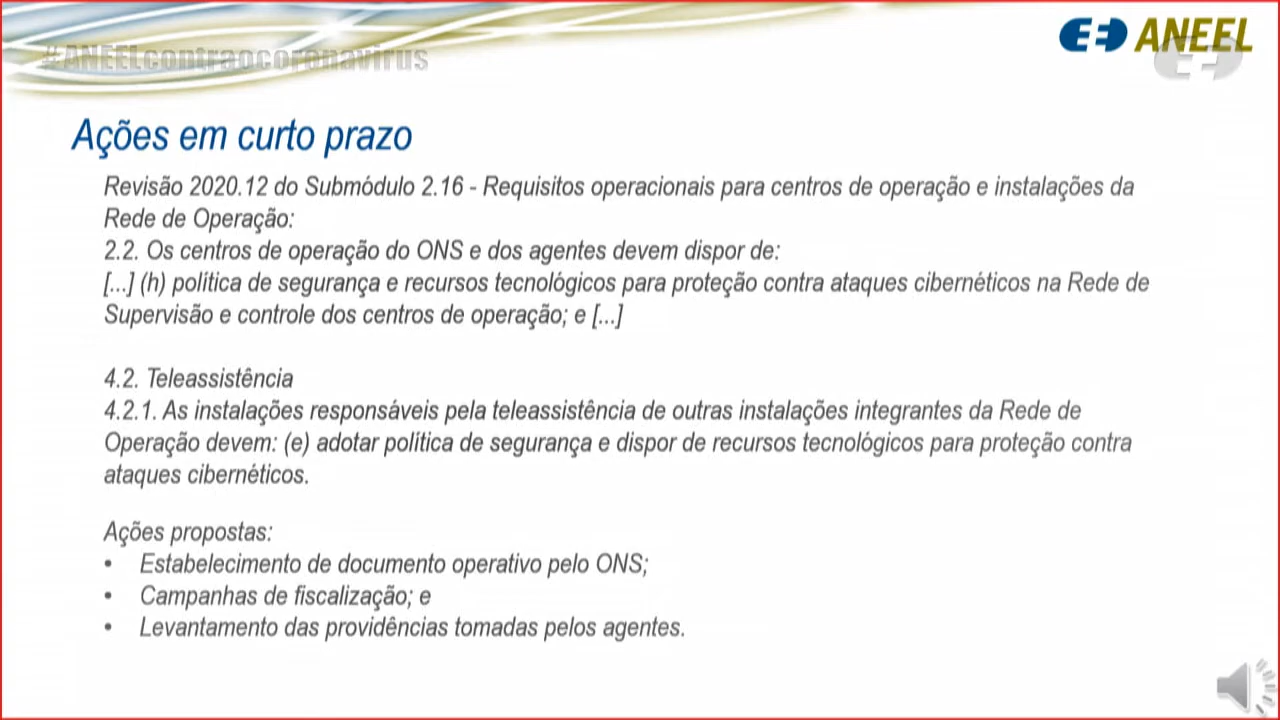 #ANEELcontraocoronavirus
ANEEL
Ações em curto prazo
Revisão 2020.12 do Submódulo 2.16 - Requisitos operacionais para centros de operação e instalações da
Rede de Operação:
2.2. Os centros de operação do ONS e dos agentes devem dispor de:
[...] (h) política de segurança e recursos tecnológicos para proteção contra ataques cibernéticos na Rede de
Supervisão e controle dos centros de operação; e [...]
4.2. Teleassistência
4.2.1. As instalações responsáveis pela teleassistência de outras instalações integrantes da Rede de
Operação devem: (e) adotar política de segurança e dispor de recursos tecnológicos para proteção contra
ataques cibernéticos.
Ações propostas:
• Estabelecimento de documento operativo pelo ONS;
• Campanhas de fiscalização; e
• Levantamento das providências tomadas pelos agentes.